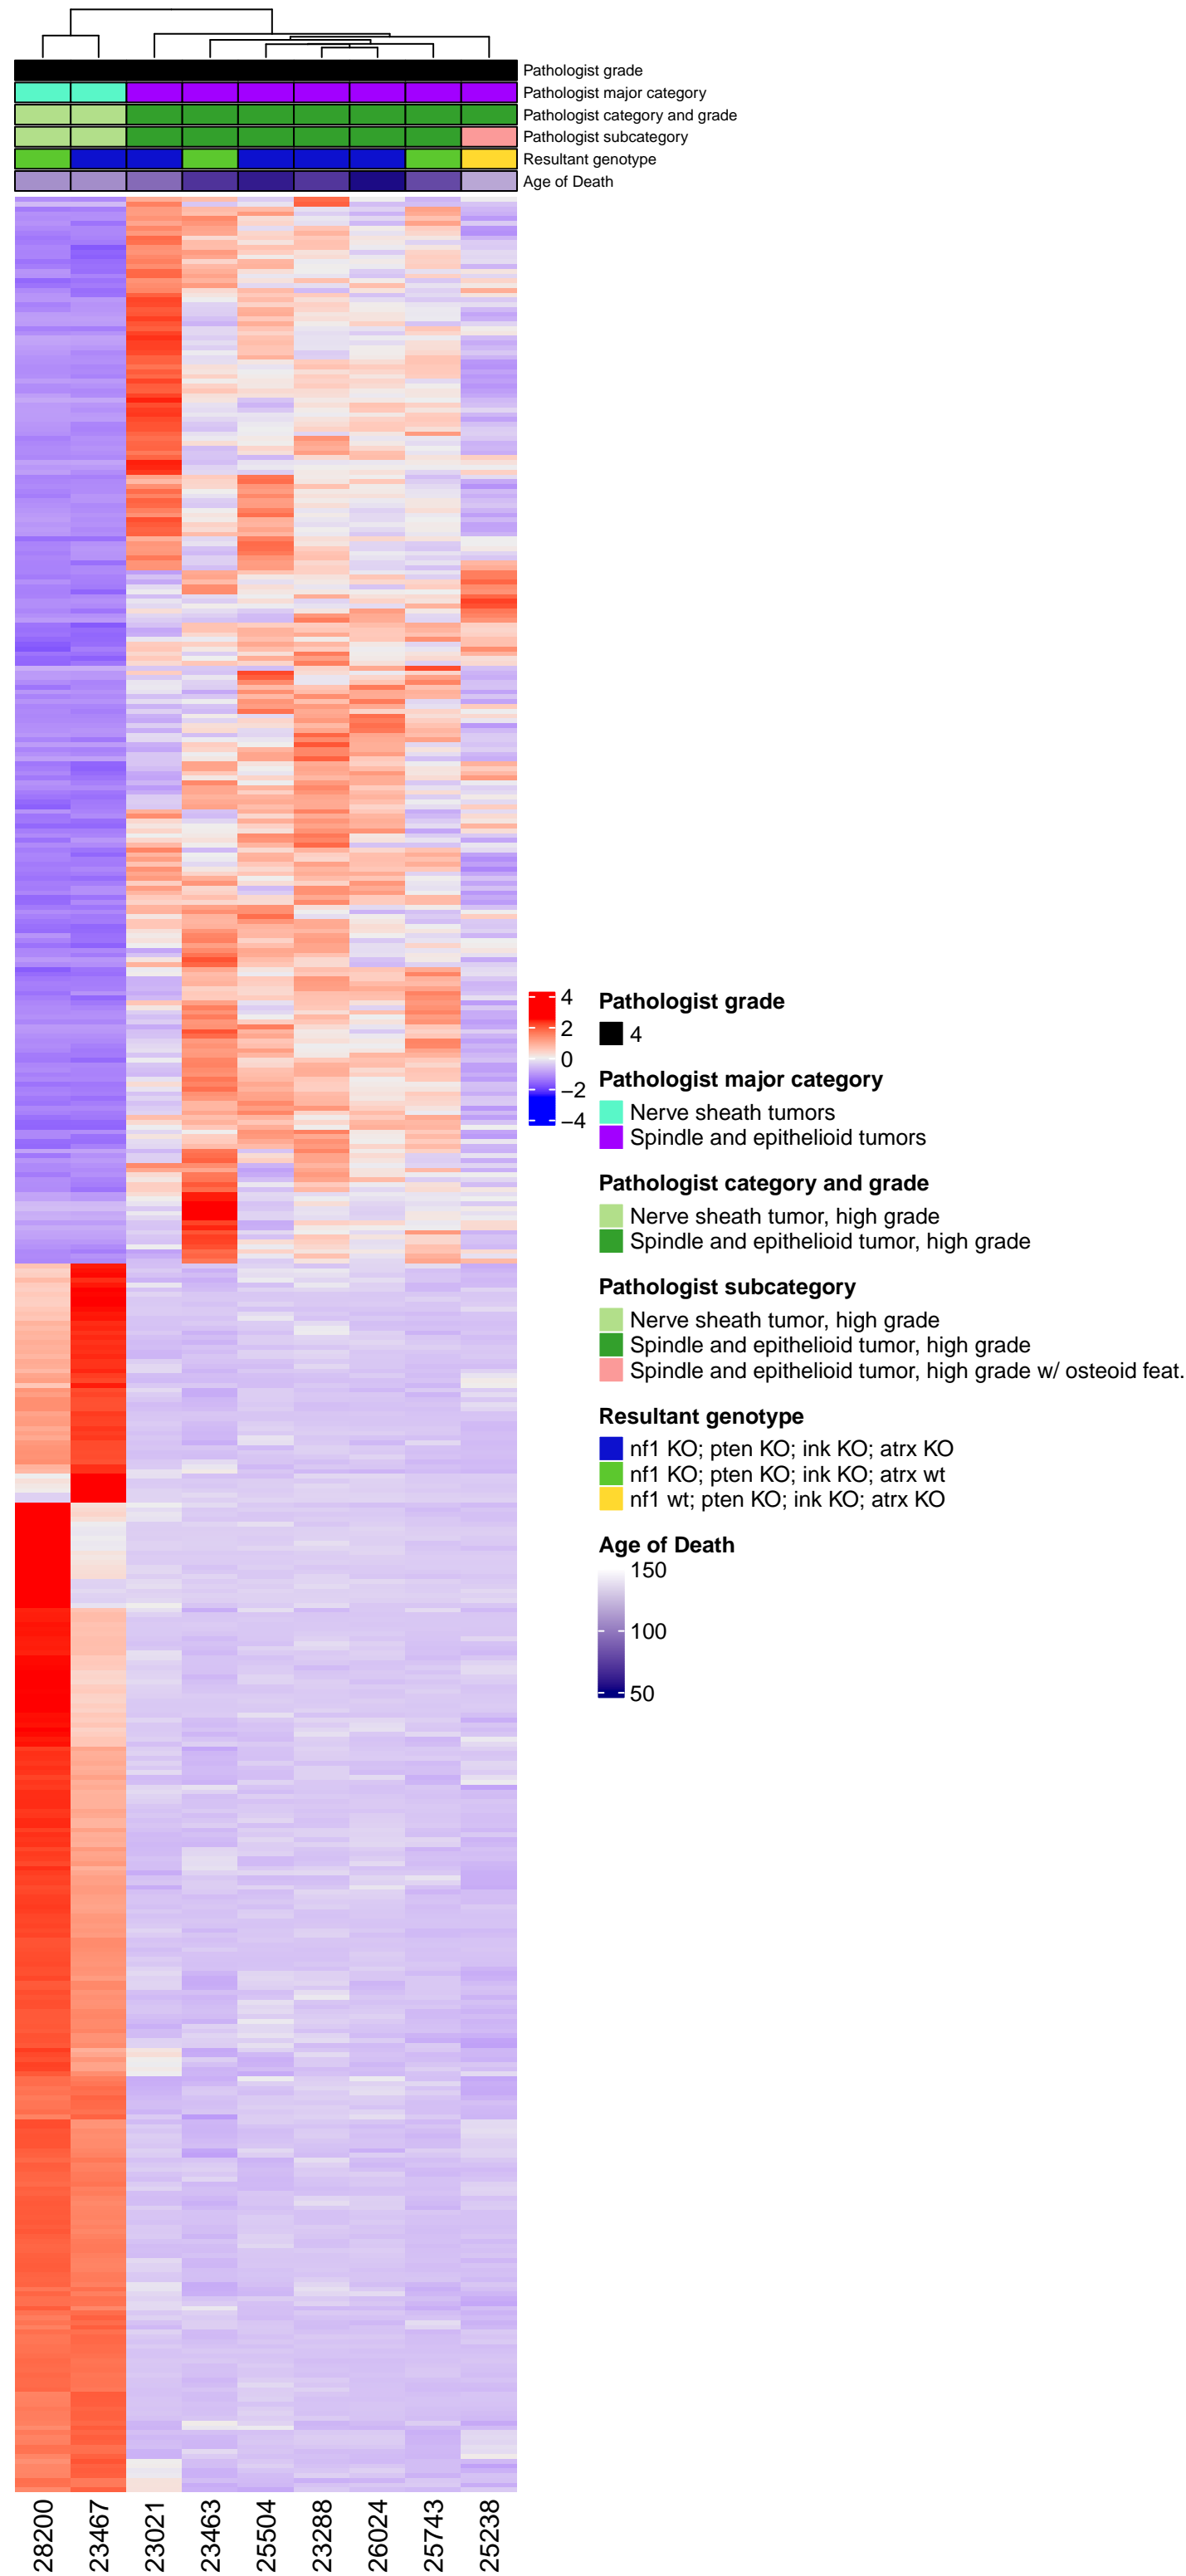 Pathologist grade
Pathologist major category
Pathologist category and grade
Pathologist subcategory
Resultant genotype
Age of Death
4
2
0
−2
−4
Pathologist grade
4
Pathologist major category
Nerve sheath tumors
Spindle and epithelioid tumors
Pathologist category and grade
Nerve sheath tumor, high grade
Spindle and epithelioid tumor, high grade
Pathologist subcategory
Nerve sheath tumor, high grade
Spindle and epithelioid tumor, high grade
Spindle and epithelioid tumor, high grade w/ osteoid feat.
Resultant genotype
nf1 KO; pten KO; ink KO; atrx KO
nf1 KO; pten KO; ink KO; atrx wt
nf1 wt; pten KO; ink KO; atrx KO
Age of Death
150
100
50
28200
23467
23021
23463
25504
23288
26024
25743
25238